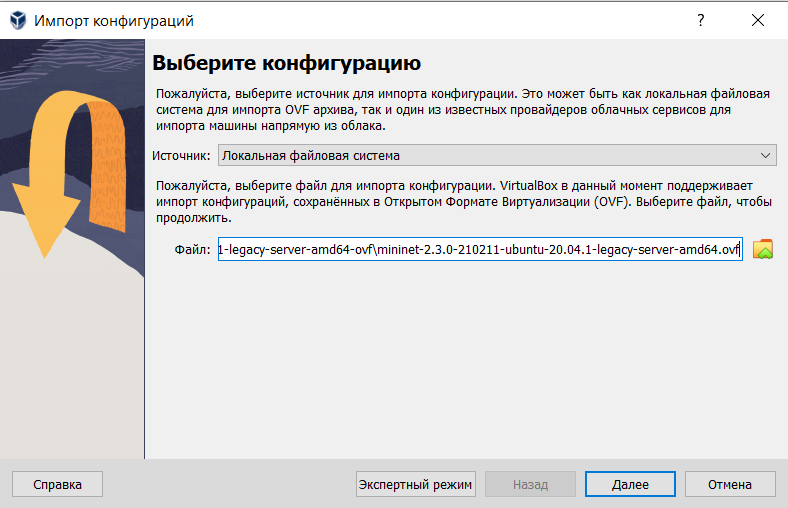 Импорт конфигураций
?
Выберите конфигурацию
Пожалуйста, выберите источник для импорта конфигурации. Это может быть как локальная файловая
система для импорта OVF архива, так и один из известных провайдеров облачных сервисов для
импорта машины напрямую из облака.
Источник: Локальная файловая система
Пожалуйста, выберите файл для импорта конфигурации. VirtualBox в данный момент поддерживает
импорт конфигураций, сохранённых в Открытом Формате Виртуализации (OVF). Выберите файл, чтобы
продолжить.
Файл: 1-legacy-server-amd64-ovf\mininet-2.3.0-210211-ubuntu-20.04.1-legacy-server-amd64.ovf
Справка Экспертный режим Назад Далее Отмена